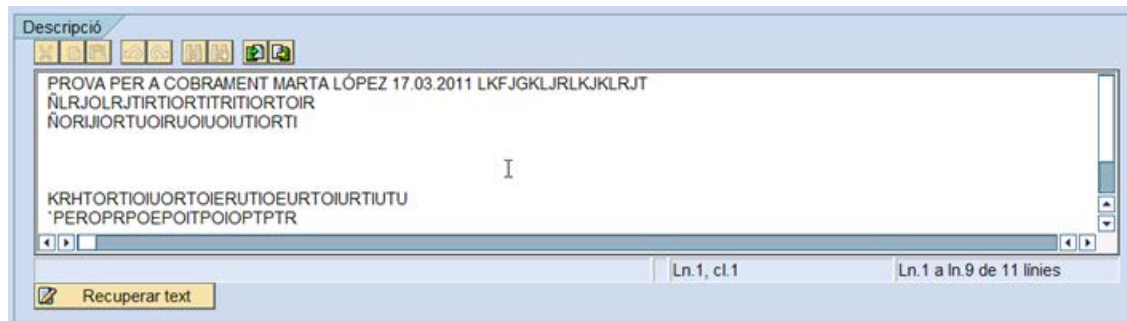 Descripció
PROVA PER A COBRAMENT MARTA LÓPEZ 17.03.2011 LKFJGKLJRLKJKLRJT
ÑLRJOLRJTIRTIORTITRITIORTOIR
ÑORIJIORTUOIRUOIUOIUTIORTI
KRHTORTIOIUORTOIERUTIOEURTOIURTIUTU
`PEROPRPOEPOITPOIOPTPTR
Ln.1, cl.1
Ln.1 a ln.9 de 11 línies
Recuperar text